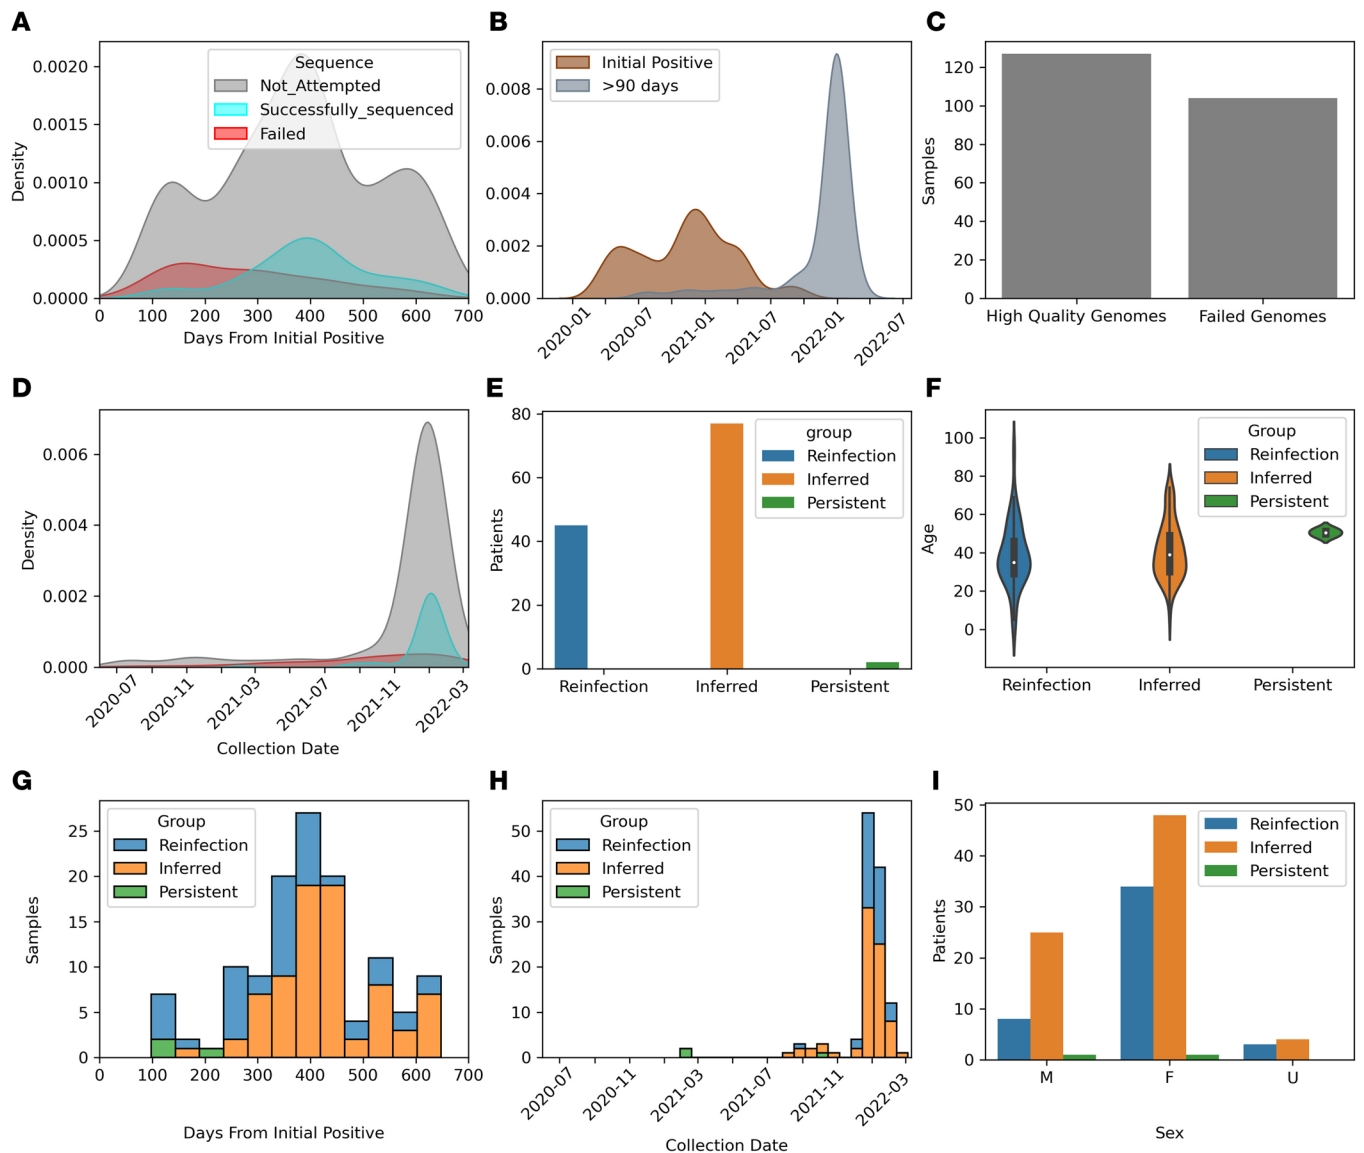 A
0.0020
0.0015
0.0010
0.0005
0.0000
Density
Sequence
Not_Attempted
Successfully_sequenced
Failed
0 100 200 300 400 500 600 700
Days From Initial Positive
B
0.008
0.006
0.004
0.002
0.000
Density
Initial Positive
>90 days
2020-01 2020-07 2021-01 2021-07 2022-01 2022-07
C
120
100
80
60
40
20
0
Samples
High Quality Genomes Failed Genomes
D
0.006
0.004
0.002
0.000
Density
2020-07 2020-11 2021-03 2021-07 2021-11 2022-03
Collection Date
E
80
60
40
20
0
Patients
group
Reinfection
Inferred
Persistent
Reinfection Inferred Persistent
F
100
80
60
40
20
0
Age
Group
Reinfection
Inferred
Persistent
Reinfection Inferred Persistent
G
25
20
15
10
5
0
Samples
Group
Reinfection
Inferred
Persistent
0 100 200 300 400 500 600 700
Days From Initial Positive
H
50
40
30
20
10
0
Samples
Group
Reinfection
Inferred
Persistent
2020-07 2020-11 2021-03 2021-07 2021-11 2022-03
Collection Date
I
50
40
30
20
10
0
Patients
Reinfection
Inferred
Persistent
M F U
Sex